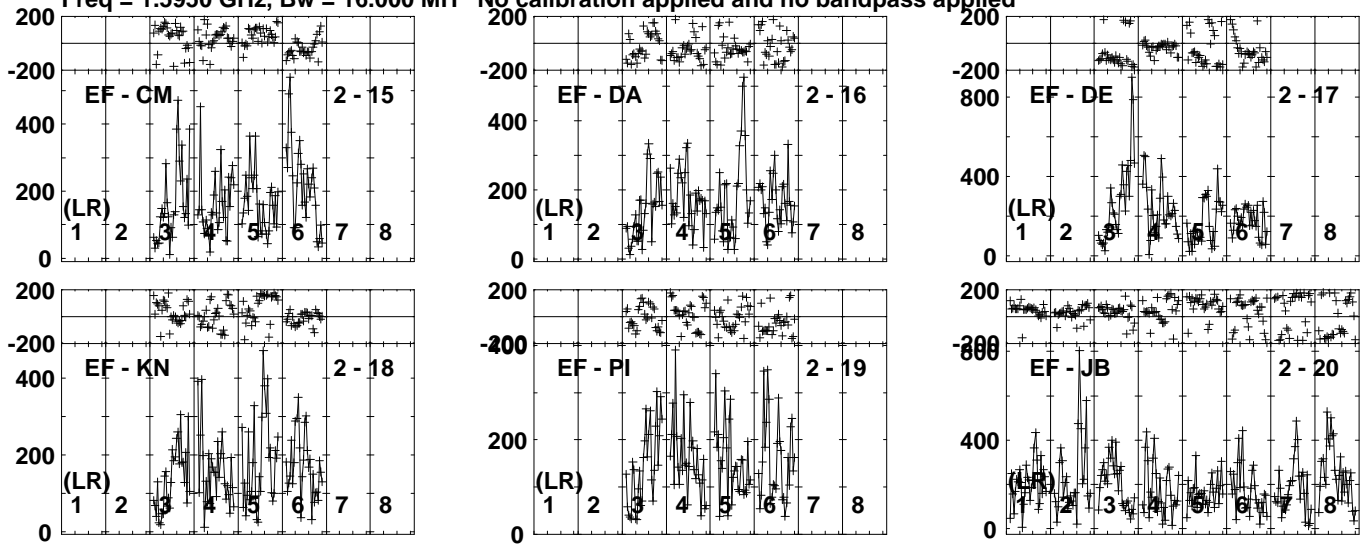 Freq = 1.5950 GHz, Bw = 16.000 MH No calibration applied and no bandpass applied
200
-200
EF - CM 2 - 15
400
200
(LR)
0
1 2 3 4 5 6 7 8
200
-200
EF - DA 2 - 16
400
200
(LR)
0
1 2 3 4 5 6 7 8
200
-200
EF - DE 2 - 17
800
400
(LR)
0
1 2 3 4 5 6 7 8
200
-200
EF - KN 2 - 18
400
200
(LR)
0
1 2 3 4 5 6 7 8
200
-200
400
EF - PI 2 - 19
200
(LR)
0
1 2 3 4 5 6 7 8
200
-200
800
EF - JB 2 - 20
400
(LR)
0
1 2 3 4 5 6 7 8